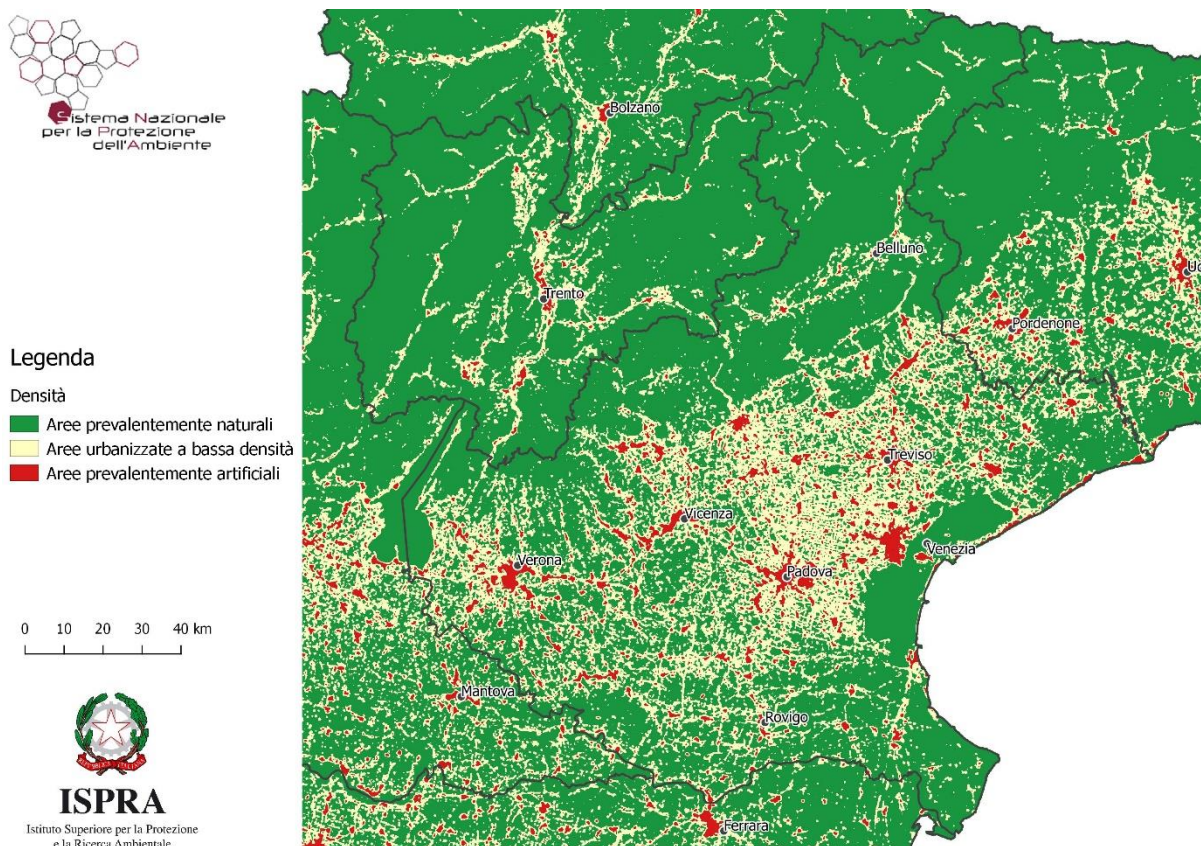 Sistema Nazionale
per la Protezione
dell'Ambiente
Legenda
Densità
Aree prevalentemente naturali
Aree urbanizzate a bassa densità
Aree prevalentemente artificiali
0 10 20 30 40 km
ISPRA
Istituto Superiore per la Protezione
e la Ricerca Ambientale
Bolzano
Belluno
Ud
Trento
Pordenone
Treviso
Vicenza
Venezia
Verona
Padova
Mantova
Rovigo
Ferrara